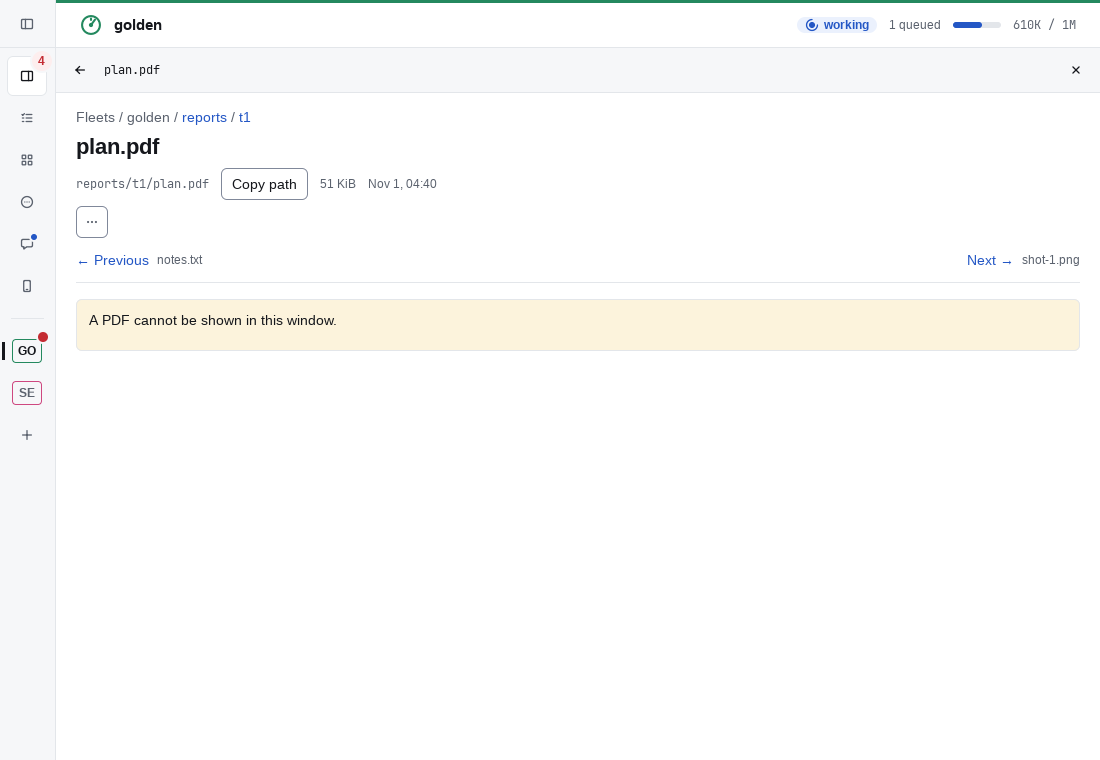 golden
working
1 queued
610K / 1M
4
plan.pdf
Fleets / golden / reports / t1
plan.pdf
reports/t1/plan.pdf Copy path 51 KiB Nov 1, 04:40
← Previous notes.txt
Next → shot-1.png
A PDF cannot be shown in this window.
GO
SE